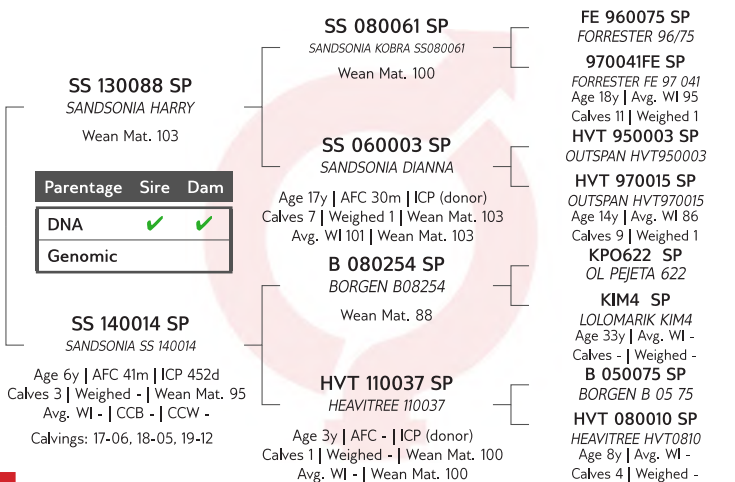 SS 130088 SP
SANDSONIA HARRY
Wean Mat. 103
Parentage Sire Dam
DNA ✔ ✔
Genomic
SS 140014 SP
SANDSONIA SS 140014
Age 6y | AFC 41m | ICP 452d
Calves 3 | Weighed - | Wean Mat. 95
Avg. WI - | CCB - | CCW -
Calvings: 17-06, 18-05, 19-12
SS 080061 SP
SANDSONIA KOBRA SS080061
Wean Mat. 100
SS 060003 SP
SANDSONIA DIANNA
Age 17y | AFC 30m | ICP (donor)
Calves 7 | Weighed 1 | Wean Mat. 103
Avg. WI 101 | Wean Mat. 103
B 080254 SP
BORGEN B08254
Wean Mat. 88
HVT 110037 SP
HEAVITREE 110037
Age 3y | AFC - | ICP (donor)
Calves 1 | Weighed - | Wean Mat. 100
Avg. WI - | Wean Mat. 100
FE 960075 SP
FORRESTER 96/75
970041FE SP
FORRESTER FE 97 041
Age 18y | Avg. WI 95
Calves 11 | Weighed 1
HVT 950003 SP
OUTSPAN HVT950003
HVT 970015 SP
OUTSPAN HVT970015
Age 14y | Avg. WI 86
Calves 9 | Weighed 1
KPO622 SP
OL PEJETA 622
KIM4 SP
LOLOMARIK KIM4
Age 33y | Avg. WI -
Calves - | Weighed -
B 050075 SP
BORGEN B 05 75
HVT 080010 SP
HEAVITREE HVT0810
Age 8y | Avg. WI -
Calves 4 | Weighed -